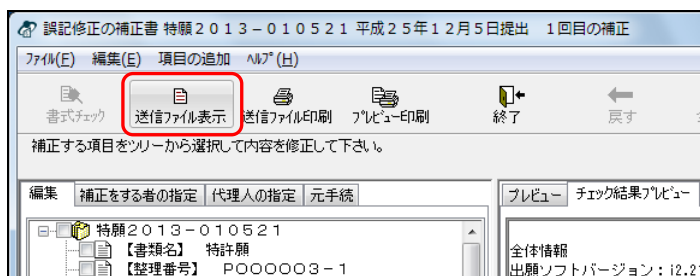 誤記修正の補正書 特願２０１３－０１０５２１ 平成２５年１２月５日提出 １回目の補正
ﾌｧｲﾙ(F) 編集(E) 項目の追加 ﾍﾙﾌﾟ(H)
書式チェック 送信ファイル表示 送信ファイル印刷 プレビュー印刷 終了 戻す
補正する項目をツリーから選択して内容を修正して下さい。
編集 補正をする者の指定 代理人の指定 元手続 プレビュー チェック結果プレビュー
特願２０１３－０１０５２１
【書類名】 特許願 全体情報
【整理番号】 Ｐ０００００３－１ 出願ソフトバージョン：i2.2